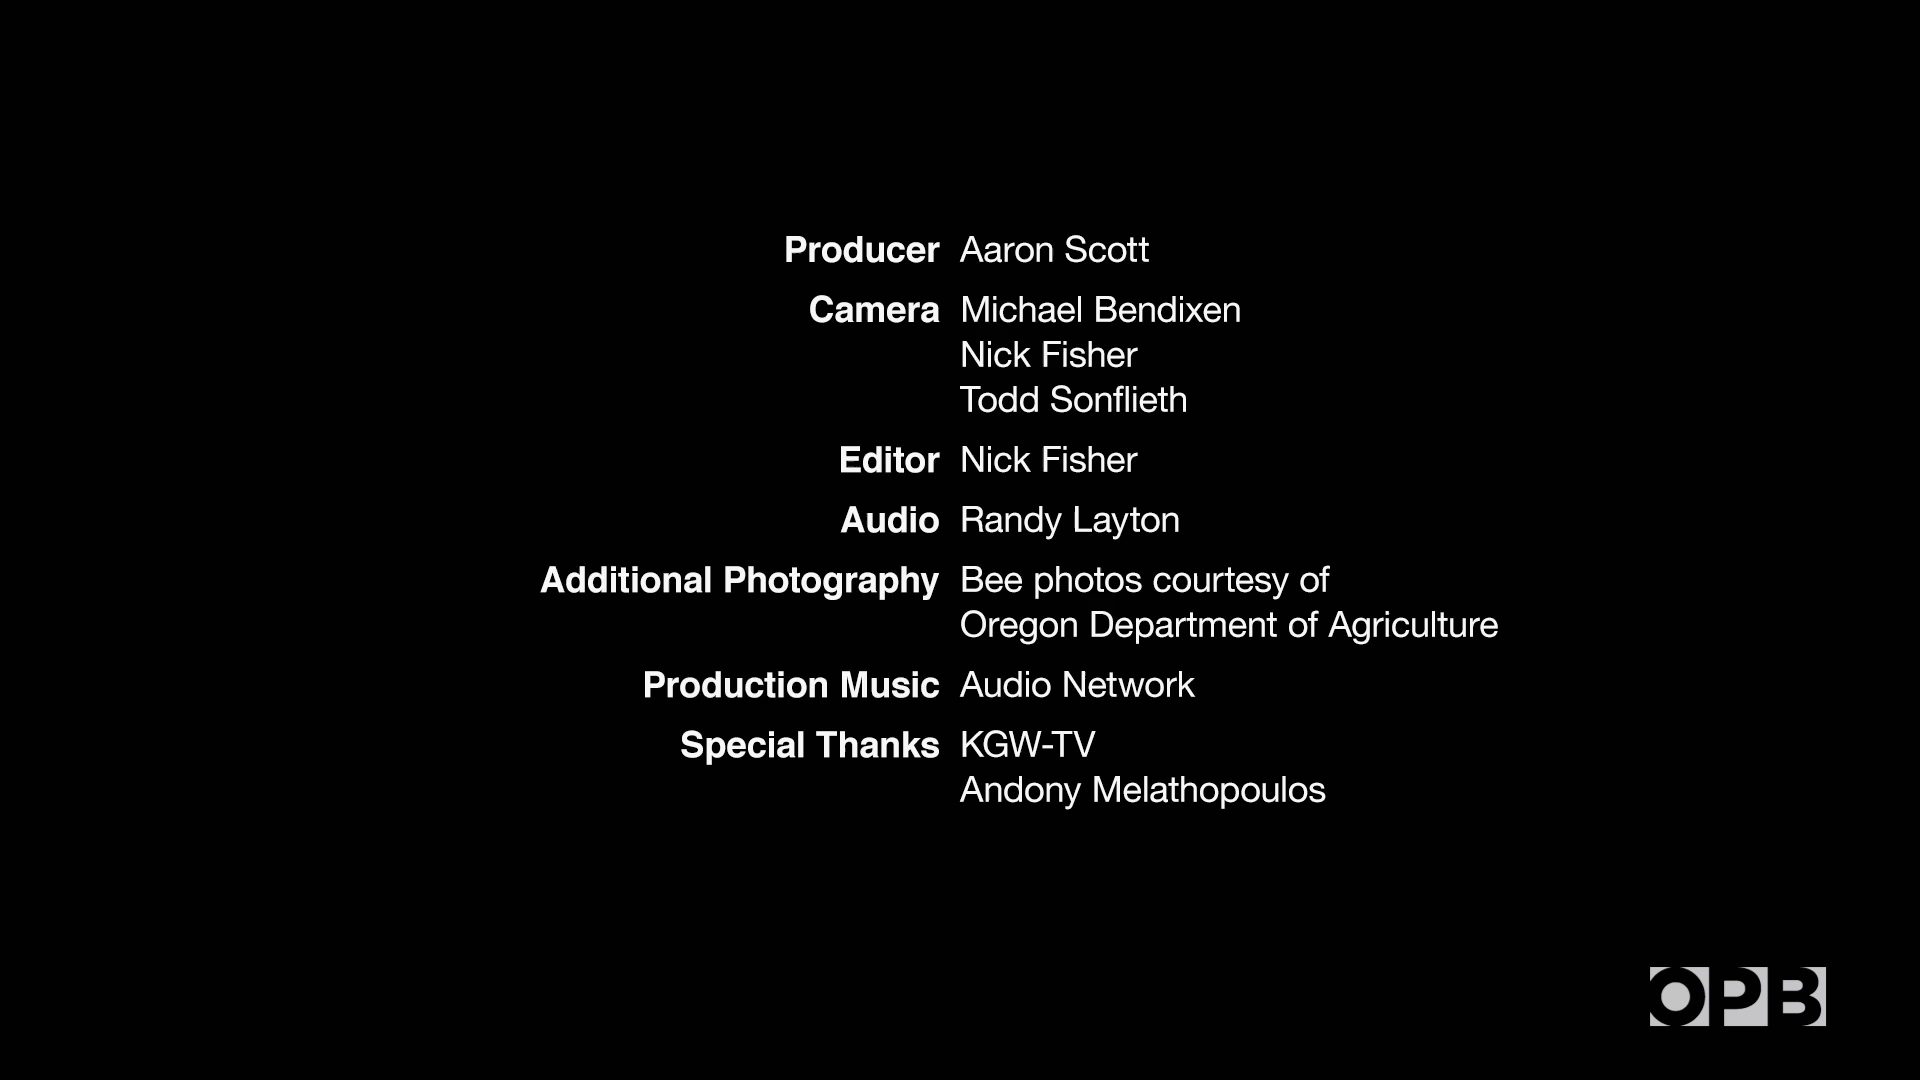 Producer Aaron Scott
Camera Michael Bendixen
Nick Fisher
Todd Sonflieth
Editor Nick Fisher
Audio Randy Layton
Additional Photography Bee photos courtesy of
Oregon Department of Agriculture
Production Music Audio Network
Special Thanks KGW-TV
Andony Melathopoulos
OPB